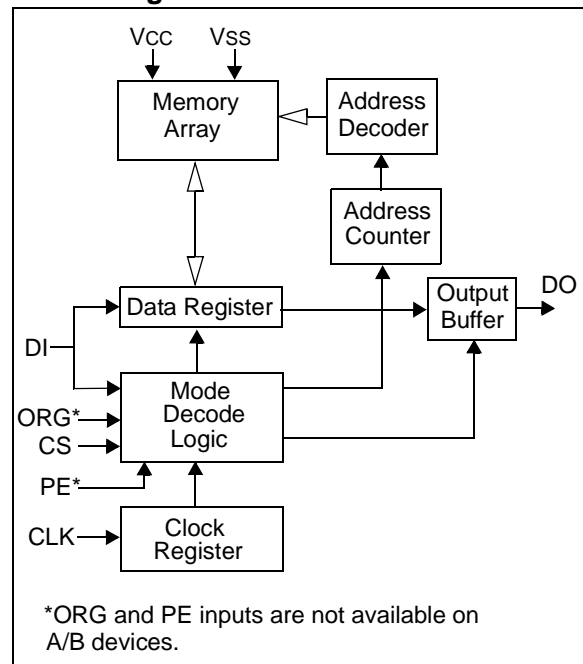 VCC
VSS
Memory
Array
Address
Decoder
Address
Counter
Data Register
Output
Buffer
DO
DI
Mode
Decode
Logic
ORG*
CS
PE*
CLK
Clock
Register
*ORG and PE inputs are not available on
A/B devices.